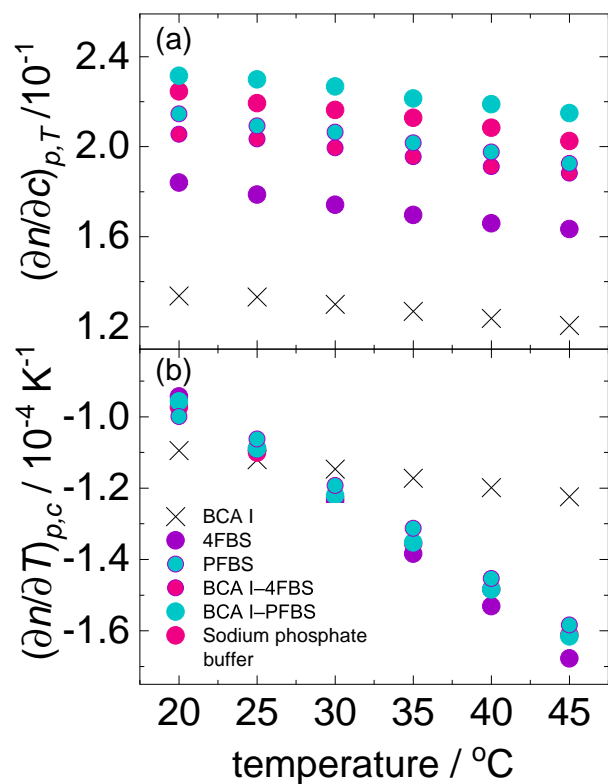 (a)
(∂n/∂c)p,T /10-1
2.4
2.0
1.6
1.2
(b)
(∂n/∂T)p,c / 10-4 K-1
-1.0
-1.2
-1.4
-1.6
BCA I
4FBS
PFBS
BCA I–4FBS
BCA I–PFBS
Sodium phosphate
buffer
20 25 30 35 40 45
temperature / oC